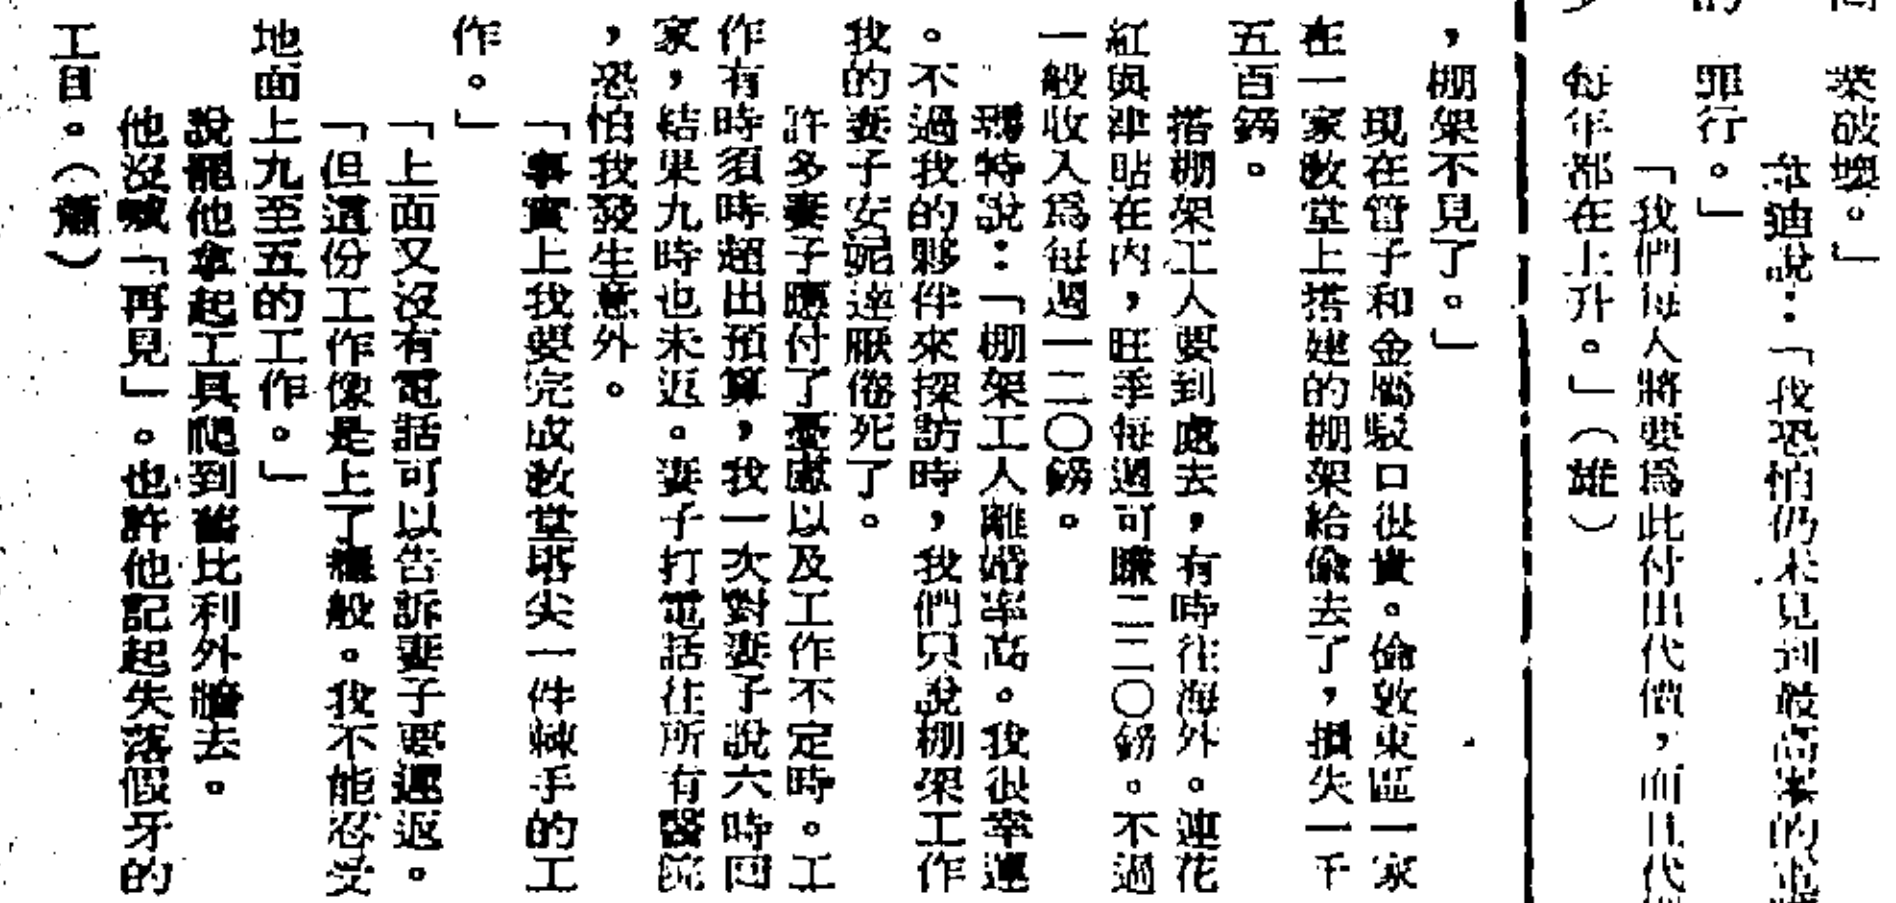 業破壞。」
迪說：「我恐怕仍未見到最高峯的
罪行。」
「我們每人將要爲此付出代價，而且代
每年都在上升。」（雄）
，棚架不見了。」
現在管子和金屬駁口很貴。倫敦東區一家
在一家敎堂上搭建的棚架給偷去了，損失一千
五百鎊。
搭棚架工人要到處去，有時往海外。連花
紅與津貼在內，旺季每週可賺二二〇鎊。不過
一般收入爲每週一二〇鎊。
瑪特說：「棚架工人離婚率高。我很幸運
。不過我的夥伴來探訪時，我們只說棚架工作
我的妻子安妮達厭倦死了。
許多妻子應付了憂慮以及工作不定時。工
作有時須時超出預算，我一次對妻子說六時回
家，結果九時也未返。妻子打電話往所有醫院
，恐怕我發生意外。
「事實上我要完成敎堂塔尖一件棘手的工
作。」
「上面又沒有電話可以告訴妻子要遲返。
「但這份工作像是上了癮般。我不能忍受
地面上九至五的工作。」
說罷他拿起工具爬到舊比利外牆去。
他沒喊「再見」。也許他記起失落假牙的
工目。（蕭）